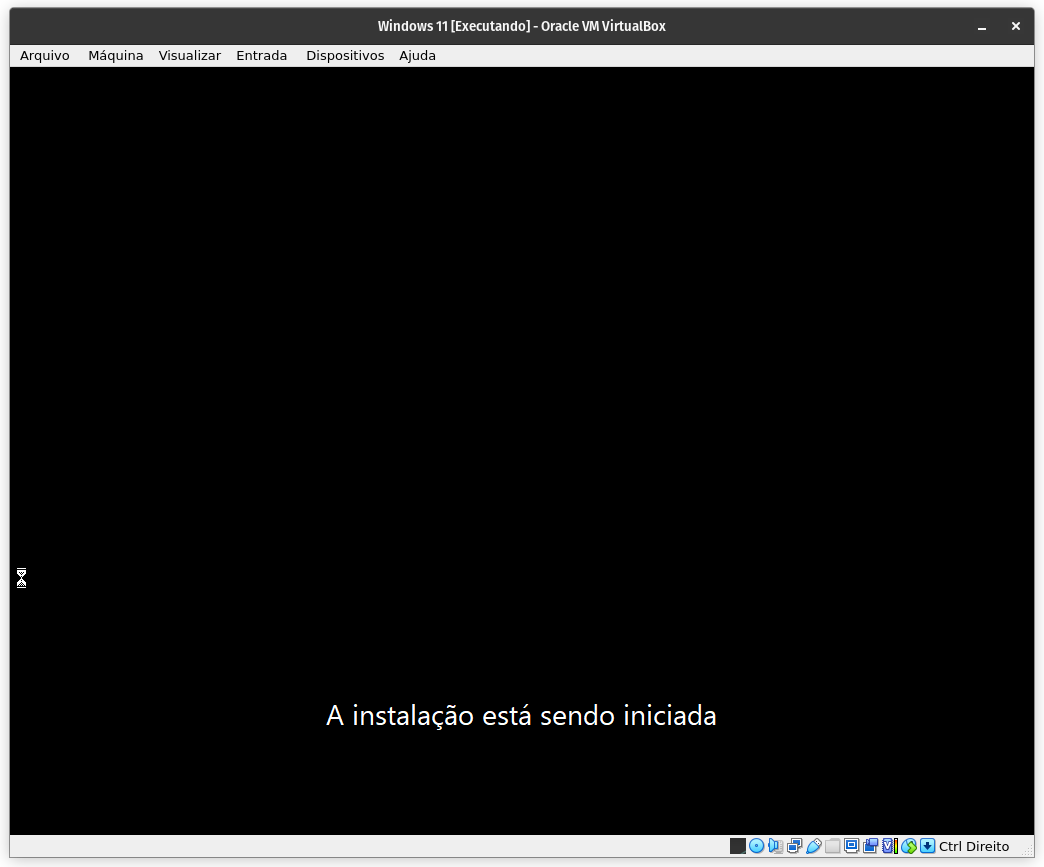 Windows 11 [Executando] - Oracle VM VirtualBox
Arquivo Máquina Visualizar Entrada Dispositivos Ajuda
A instalação está sendo iniciada
Ctrl Direito